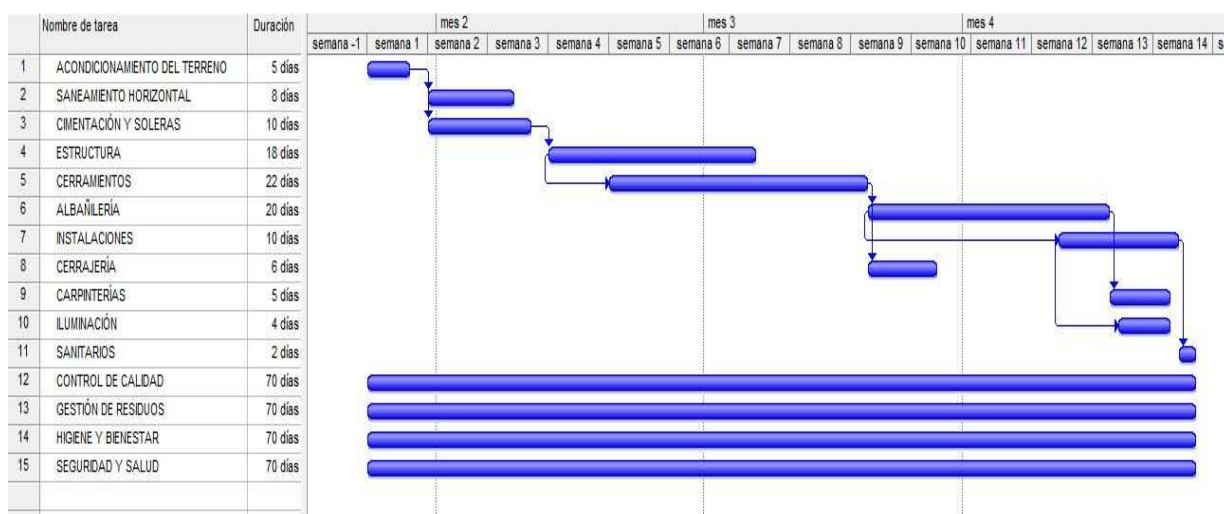 Nombre de tarea Duración mes 2 mes 3 mes 4
semana -1 semana 1 semana 2 semana 3 semana 4 semana 5 semana 6 semana 7 semana 8 semana 9 semana 10 semana 11 semana 12 semana 13 semana 14 s
1 ACONDICIONAMIENTO DEL TERRENO 5 días
2 SANEAMIENTO HORIZONTAL 8 días
3 CIMENTACIÓN Y SOLERAS 10 días
4 ESTRUCTURA 18 días
5 CERRAMIENTOS 22 días
6 ALBAÑILERÍA 20 días
7 INSTALACIONES 10 días
8 CERRAJERÍA 6 días
9 CARPINTERÍAS 5 días
10 ILUMINACIÓN 4 días
11 SANITARIOS 2 días
12 CONTROL DE CALIDAD 70 días
13 GESTIÓN DE RESIDUOS 70 días
14 HIGIENE Y BIENESTAR 70 días
15 SEGURIDAD Y SALUD 70 días